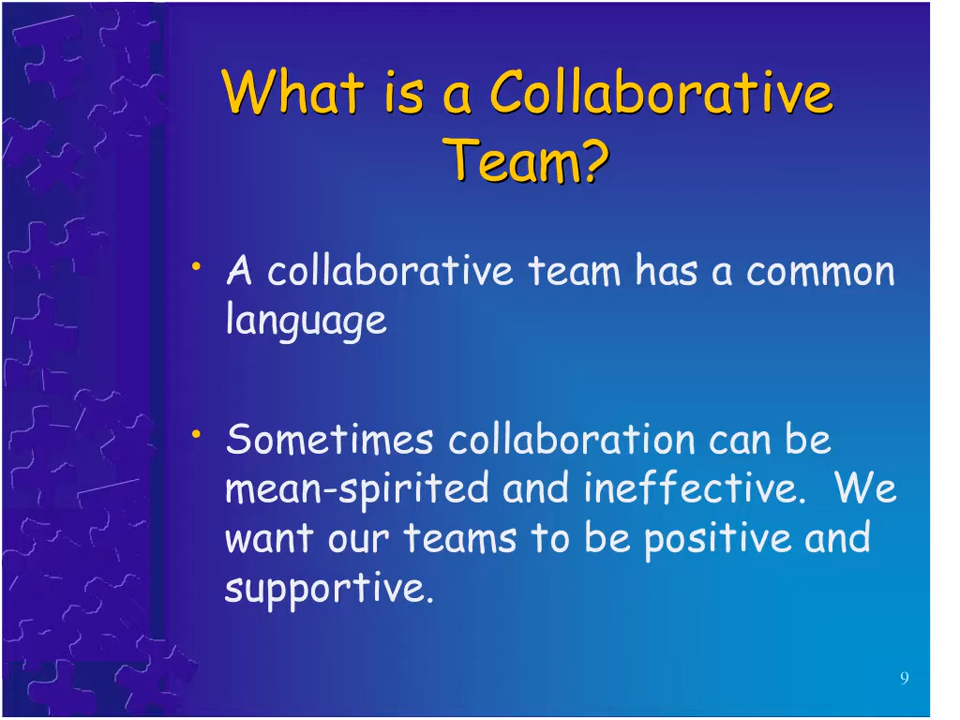 What is a Collaborative
Team?
• A collaborative team has a common
language
• Sometimes collaboration can be
mean-spirited and ineffective.  We
want our teams to be positive and
supportive.
9